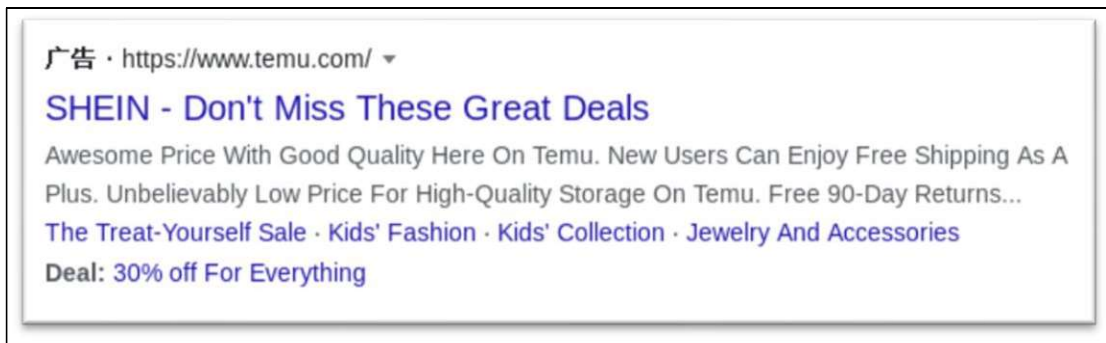 广告 · https://www.temu.com/
SHEIN - Don't Miss These Great Deals
Awesome Price With Good Quality Here On Temu. New Users Can Enjoy Free Shipping As A
Plus. Unbelievably Low Price For High-Quality Storage On Temu. Free 90-Day Returns...
The Treat-Yourself Sale · Kids' Fashion · Kids' Collection · Jewelry And Accessories
Deal: 30% off For Everything